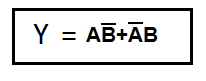 Y = AB̅+A̅B